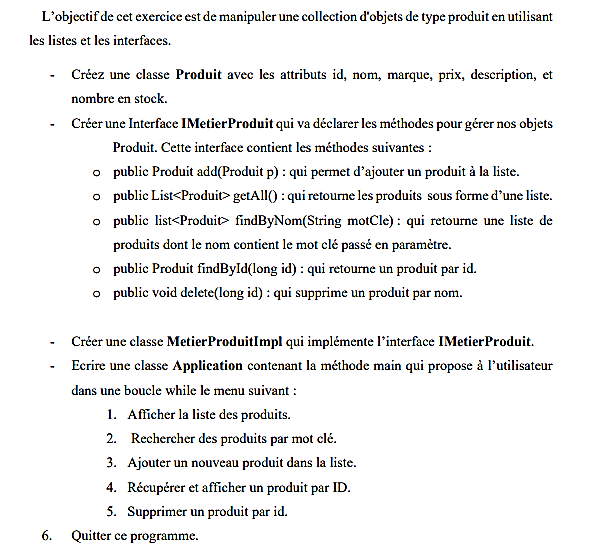 L'objectif de cet exercice est de manipuler une collection d'objets de type produit en utilisant
les listes et les interfaces.
- Créez une classe Produit avec les attributs id, nom, marque, prix, description, et
nombre en stock.
- Créer une Interface IMetierProduit qui va déclarer les méthodes pour gérer nos objets
Produit. Cette interface contient les méthodes suivantes :
o public Produit add(Produit p) : qui permet d'ajouter un produit à la liste.
o public List<Produit> getAll() : qui retourne les produits sous forme d'une liste.
o public list<Produit> findByNom(String motCle) : qui retourne une liste de
produits dont le nom contient le mot clé passé en paramètre.
o public Produit findById(long id) : qui retourne un produit par id.
o public void delete(long id) : qui supprime un produit par nom.
- Créer une classe MetierProduitImpl qui implémente l'interface IMetierProduit.
- Ecrire une classe Application contenant la méthode main qui propose à l'utilisateur
dans une boucle while le menu suivant :
1. Afficher la liste des produits.
2. Rechercher des produits par mot clé.
3. Ajouter un nouveau produit dans la liste.
4. Récupérer et afficher un produit par ID.
5. Supprimer un produit par id.
6. Quitter ce programme.